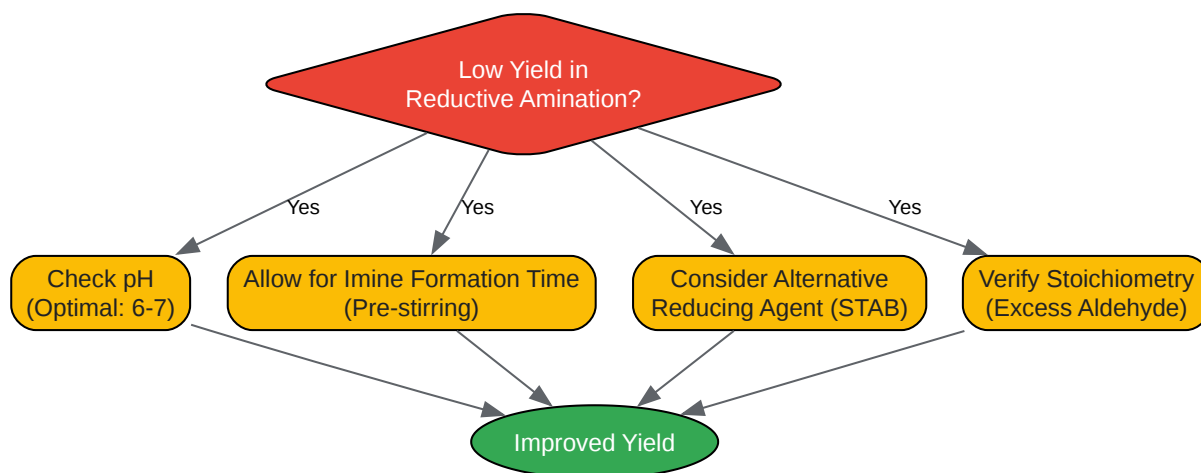 Low Yield in
Reductive Amination?
Yes
Yes
Yes
Yes
Check pH
(Optimal: 6-7)
Allow for Imine Formation Time
(Pre-stirring)
Consider Alternative
Reducing Agent (STAB)
Verify Stoichiometry
(Excess Aldehyde)
Improved Yield